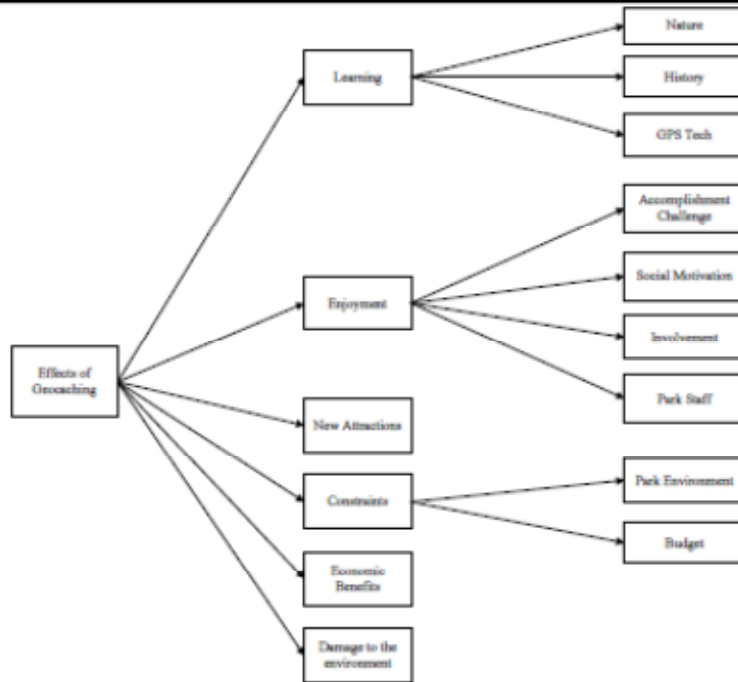 Nature
Learning
History
GPS Tech
Accomplishment
Challenge
Social Motivation
Enjoyment
Involvement
Effects of
Geocaching
Park Staff
New Attractions
Park Environment
Constraints
Budget
Economic
Benefits
Damage to the
environment